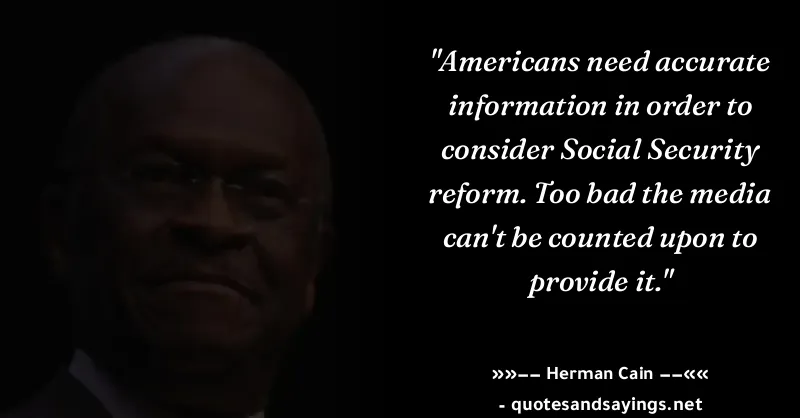 "Americans need accurate
information in order to
consider Social Security
reform. Too bad the media
can't be counted upon to
provide it."
»»−− Herman Cain −−««
- quotesandsayings.net